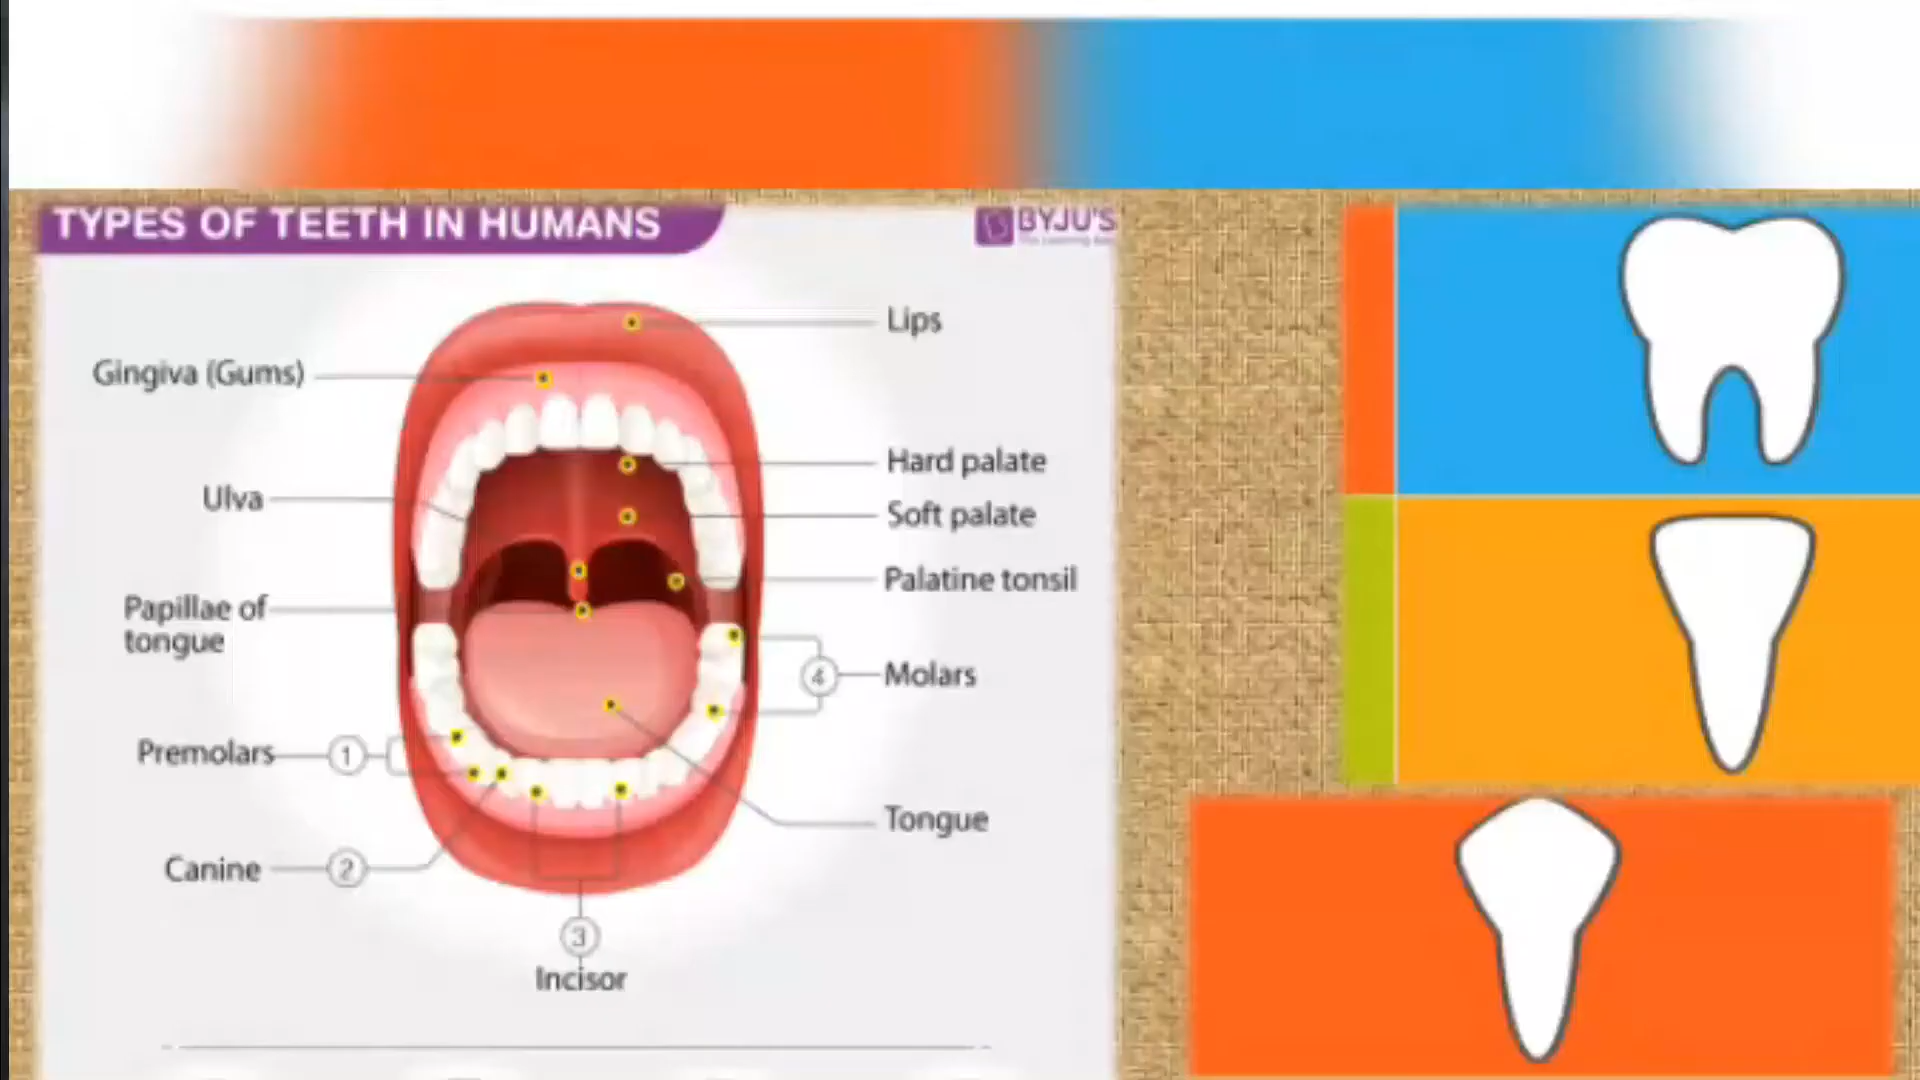 TYPES OF TEETH IN HUMANS
BYJU'S
Lips
Gingiva (Gums)
Hard palate
Ulva
Soft palate
Palatine tonsil
Papillae of
tongue
4
Molars
Premolars
1
Tongue
Canine
2
3
Incisor